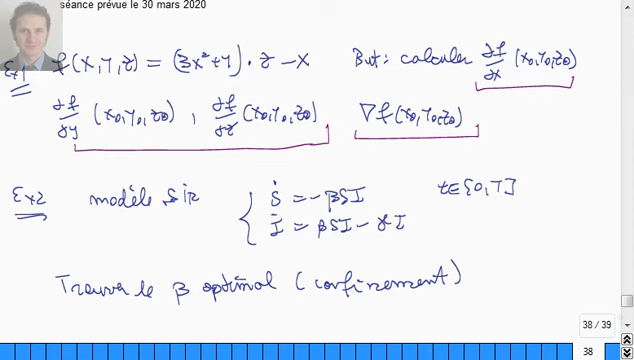 séance prévue le 30 mars 2020
Ex1 f(x,y,z) = (3x²+y)·z − x But: calculer ∂f/∂x (x0,y0,z0)
∂f/∂y (x0,y0,z0), ∂f/∂z (x0,y0,z0) ∇f(x0,y0,z0)
Ex2 modèle SIR { Ṡ = −βSI t∈[0,T]
İ = βSI − γI
Trouver le β optimal (confinement)
38 / 39
38